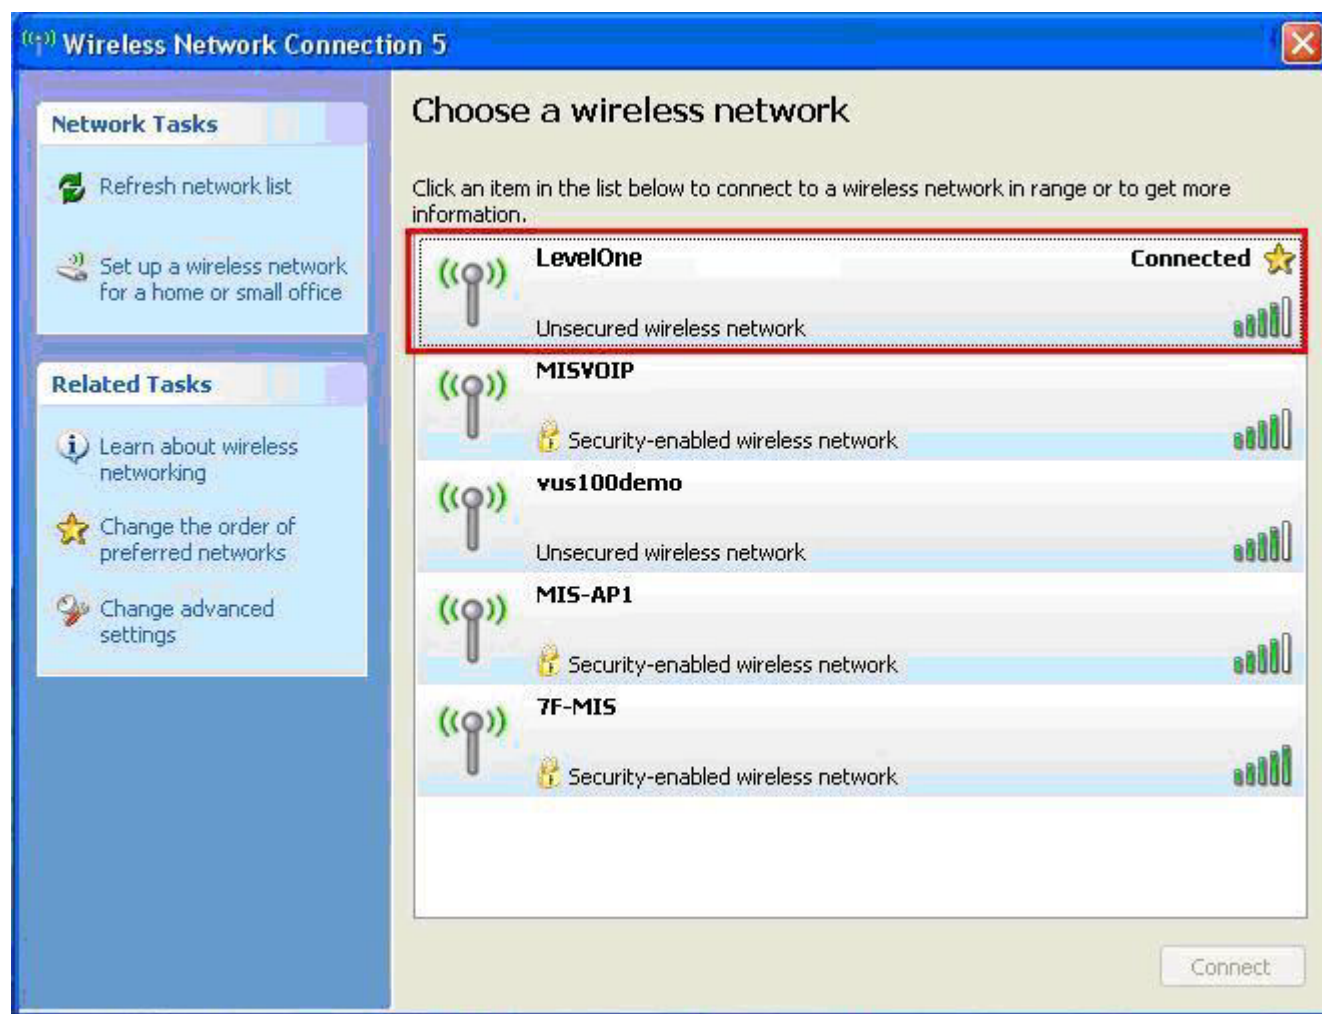 Wireless Network Connection 5
Network Tasks
Refresh network list
Set up a wireless network
for a home or small office
Related Tasks
Learn about wireless
networking
Change the order of
preferred networks
Change advanced
settings
Choose a wireless network
Click an item in the list below to connect to a wireless network in range or to get more
information.
LevelOne Connected
Unsecured wireless network
MISVOIP
Security-enabled wireless network
vus100demo
Unsecured wireless network
MIS-AP1
Security-enabled wireless network
7F-MIS
Security-enabled wireless network
Connect